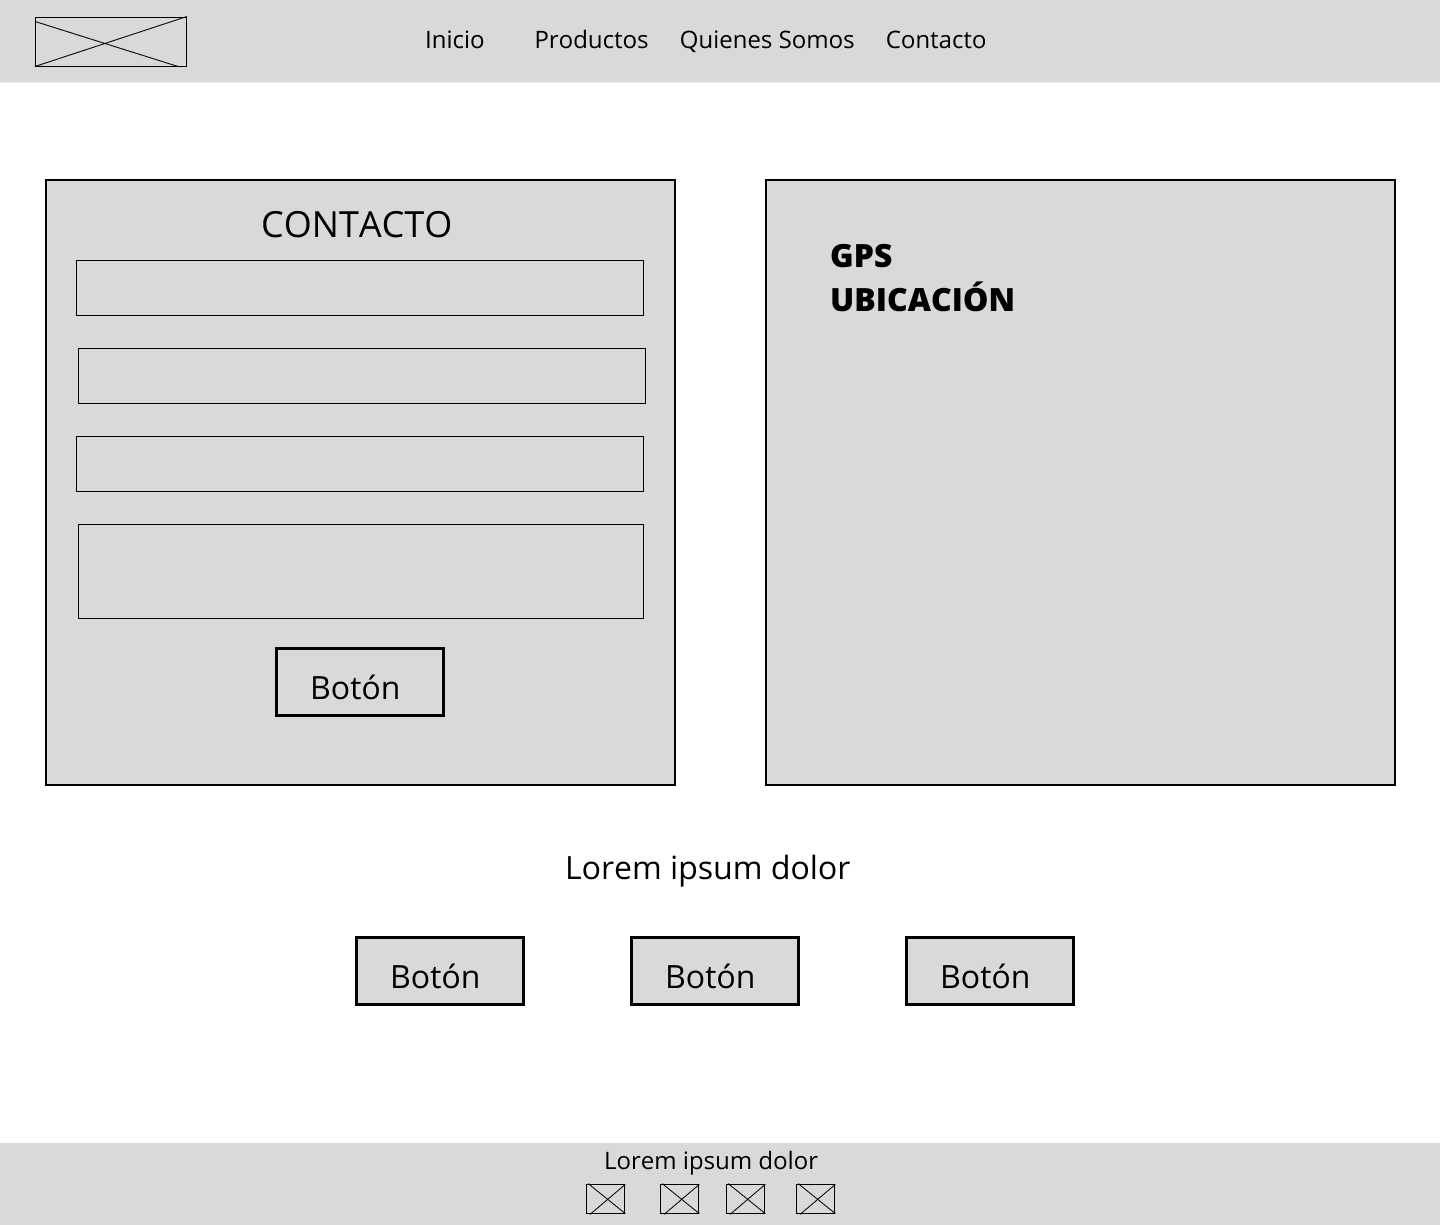 Inicio Productos Quienes Somos Contacto
CONTACTO
Botón
GPS
UBICACIÓN
Lorem ipsum dolor
Botón Botón Botón
Lorem ipsum dolor